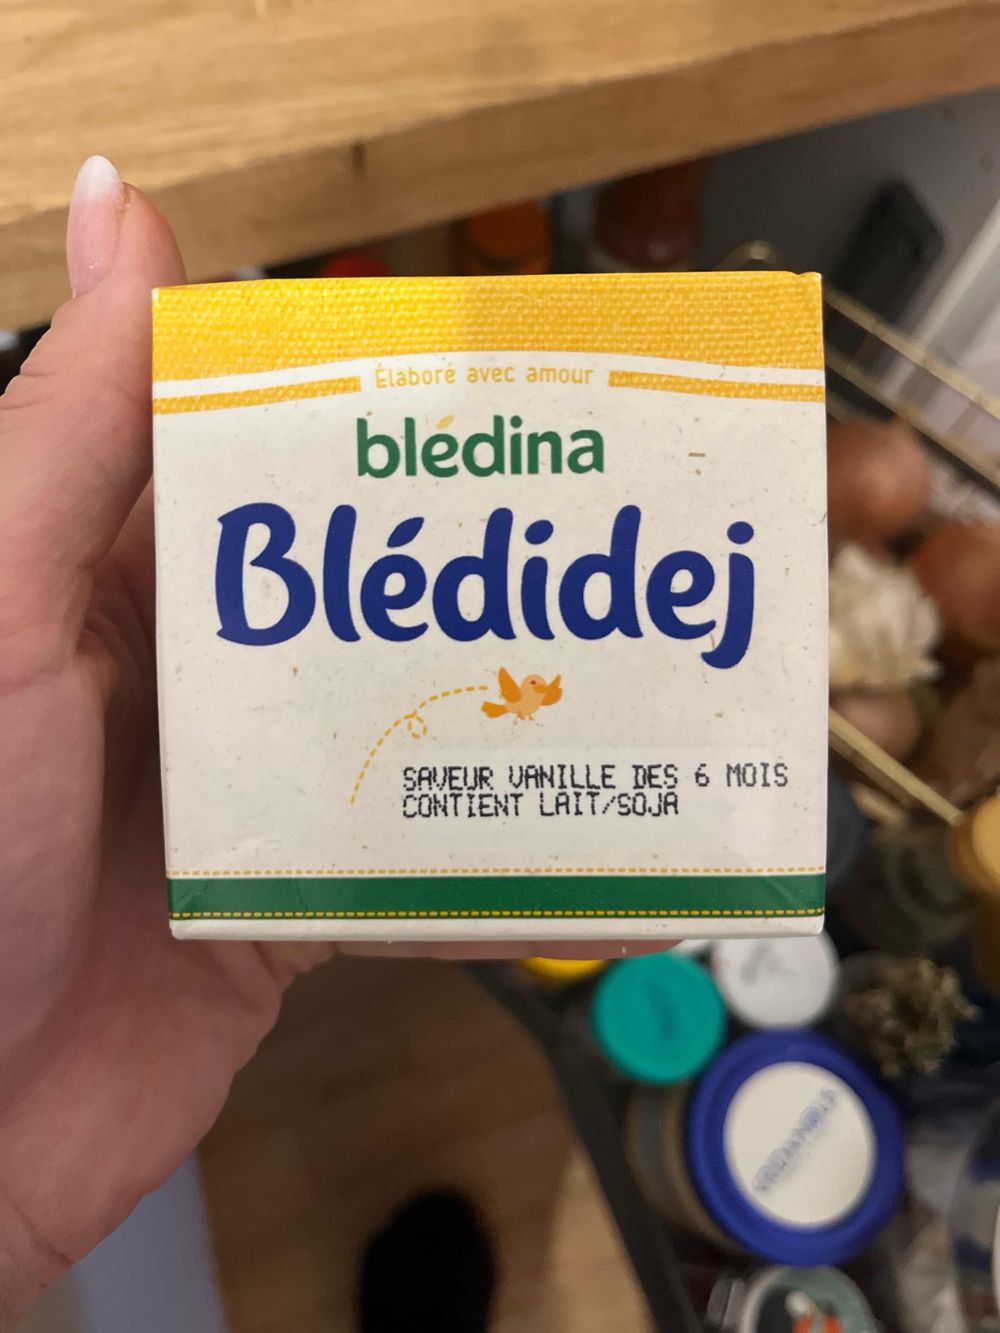 Élaboré avec amour
blédina
Blédidej
SAVEUR VANILLE DES 6 MOIS
CONTIENT LAIT/SOJA